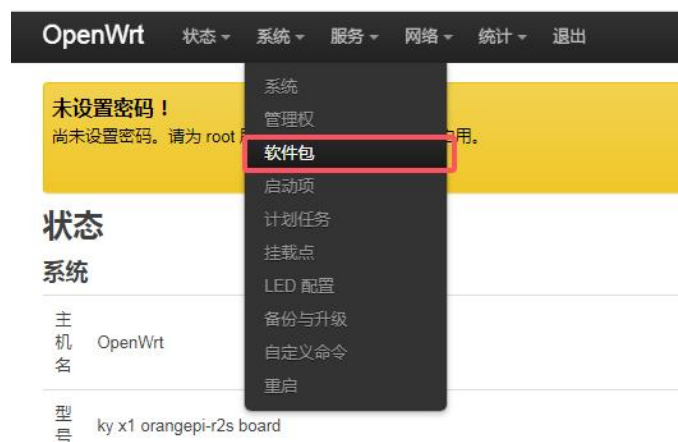 OpenWrt 状态 系统 服务 网络 统计 退出
系统
未设置密码！
管理权
尚未设置密码。请为 root 用。
软件包
启动项
状态
计划任务
挂载点
系统
LED 配置
备份与升级
主机名 OpenWrt
自定义命令
重启
型号 ky x1 orangepi-r2s board